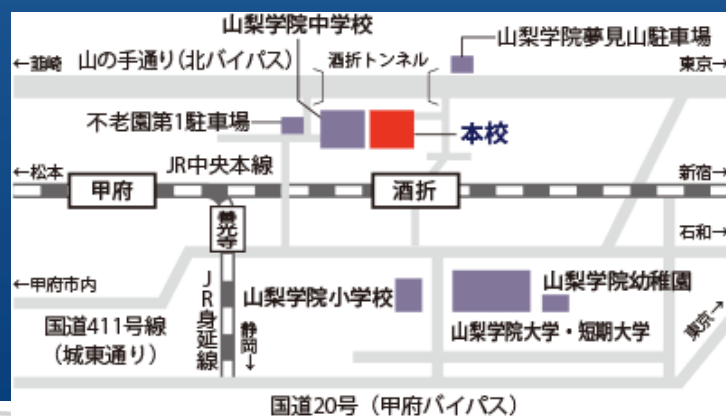 山梨学院中学校
山梨学院夢見山駐車場
←韮崎
山の手通り(北バイパス)
酒折トンネル
東京→
不老園第1駐車場
本校
←松本
JR中央本線
新宿→
甲府
酒折
善光寺
石和→
←甲府市内
JR身延線
静岡→
山梨学院小学校
山梨学院幼稚園
山梨学院大学・短期大学
国道411号線
(城東通り)
東京→
国道20号(甲府バイパス)